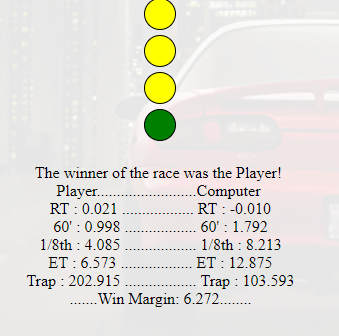 The winner of the race was the Player!
Player.........................Computer
RT : 0.021 .................. RT : -0.010
60' : 0.998 ................... 60' : 1.792
1/8th : 4.085 ................... 1/8th : 8.213
ET : 6.573 .................. ET : 12.875
Trap : 202.915 .................. Trap : 103.593
.......Win Margin: 6.272........